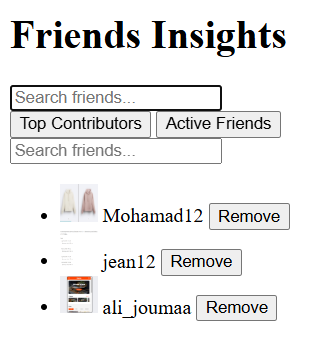 Friends Insights
Search friends...
Top Contributors Active Friends
Search friends...
Mohamad12 Remove
jean12 Remove
ali_joumaa Remove